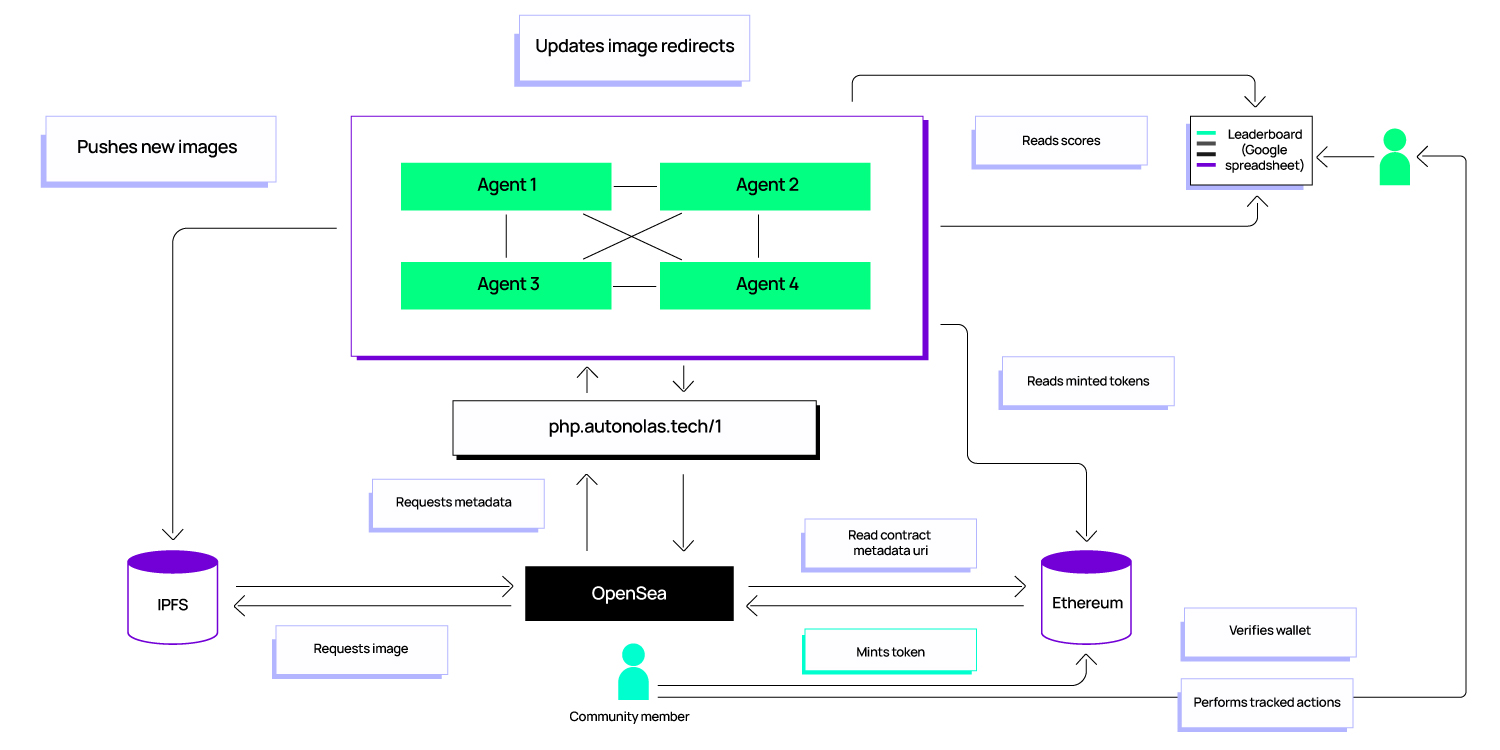 Updates image redirects
Pushes new images
Reads scores
Leaderboard
(Google
spreadsheet)
Agent 1
Agent 2
Agent 3
Agent 4
Reads minted tokens
php.autonolas.tech/1
Requests metadata
Read contract
metadata uri
IPFS
OpenSea
Ethereum
Requests image
Mints token
Verifies wallet
Performs tracked actions
Community member